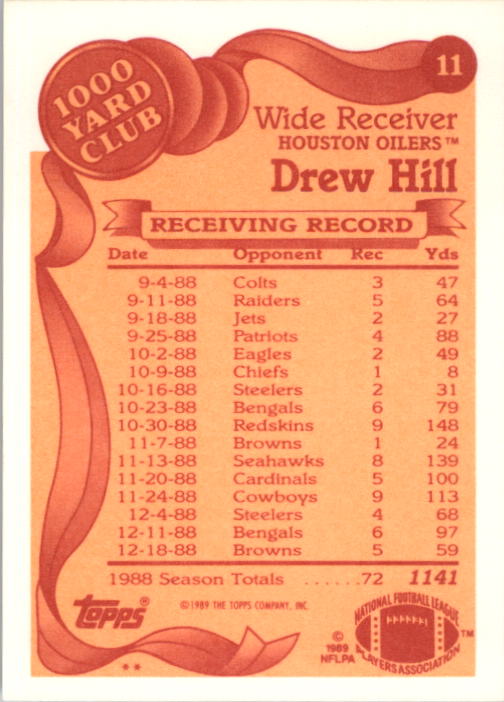 11
1000
YARD
CLUB
Wide Receiver
HOUSTON OILERS™
Drew Hill
RECEIVING RECORD
Date Opponent Rec Yds
9-4-88 Colts 3 47
9-11-88 Raiders 5 64
9-18-88 Jets 2 27
9-25-88 Patriots 4 88
10-2-88 Eagles 2 49
10-9-88 Chiefs 1 8
10-16-88 Steelers 2 31
10-23-88 Bengals 6 79
10-30-88 Redskins 9 148
11-7-88 Browns 1 24
11-13-88 Seahawks 8 139
11-20-88 Cardinals 5 100
11-24-88 Cowboys 9 113
12-4-88 Steelers 4 68
12-11-88 Bengals 6 97
12-18-88 Browns 5 59
1988 Season Totals ......72 1141
topps® ©1989 THE TOPPS COMPANY, INC.
**
©
1989
NFLPA
NATIONAL FOOTBALL LEAGUE
PLAYERS ASSOCIATION ™